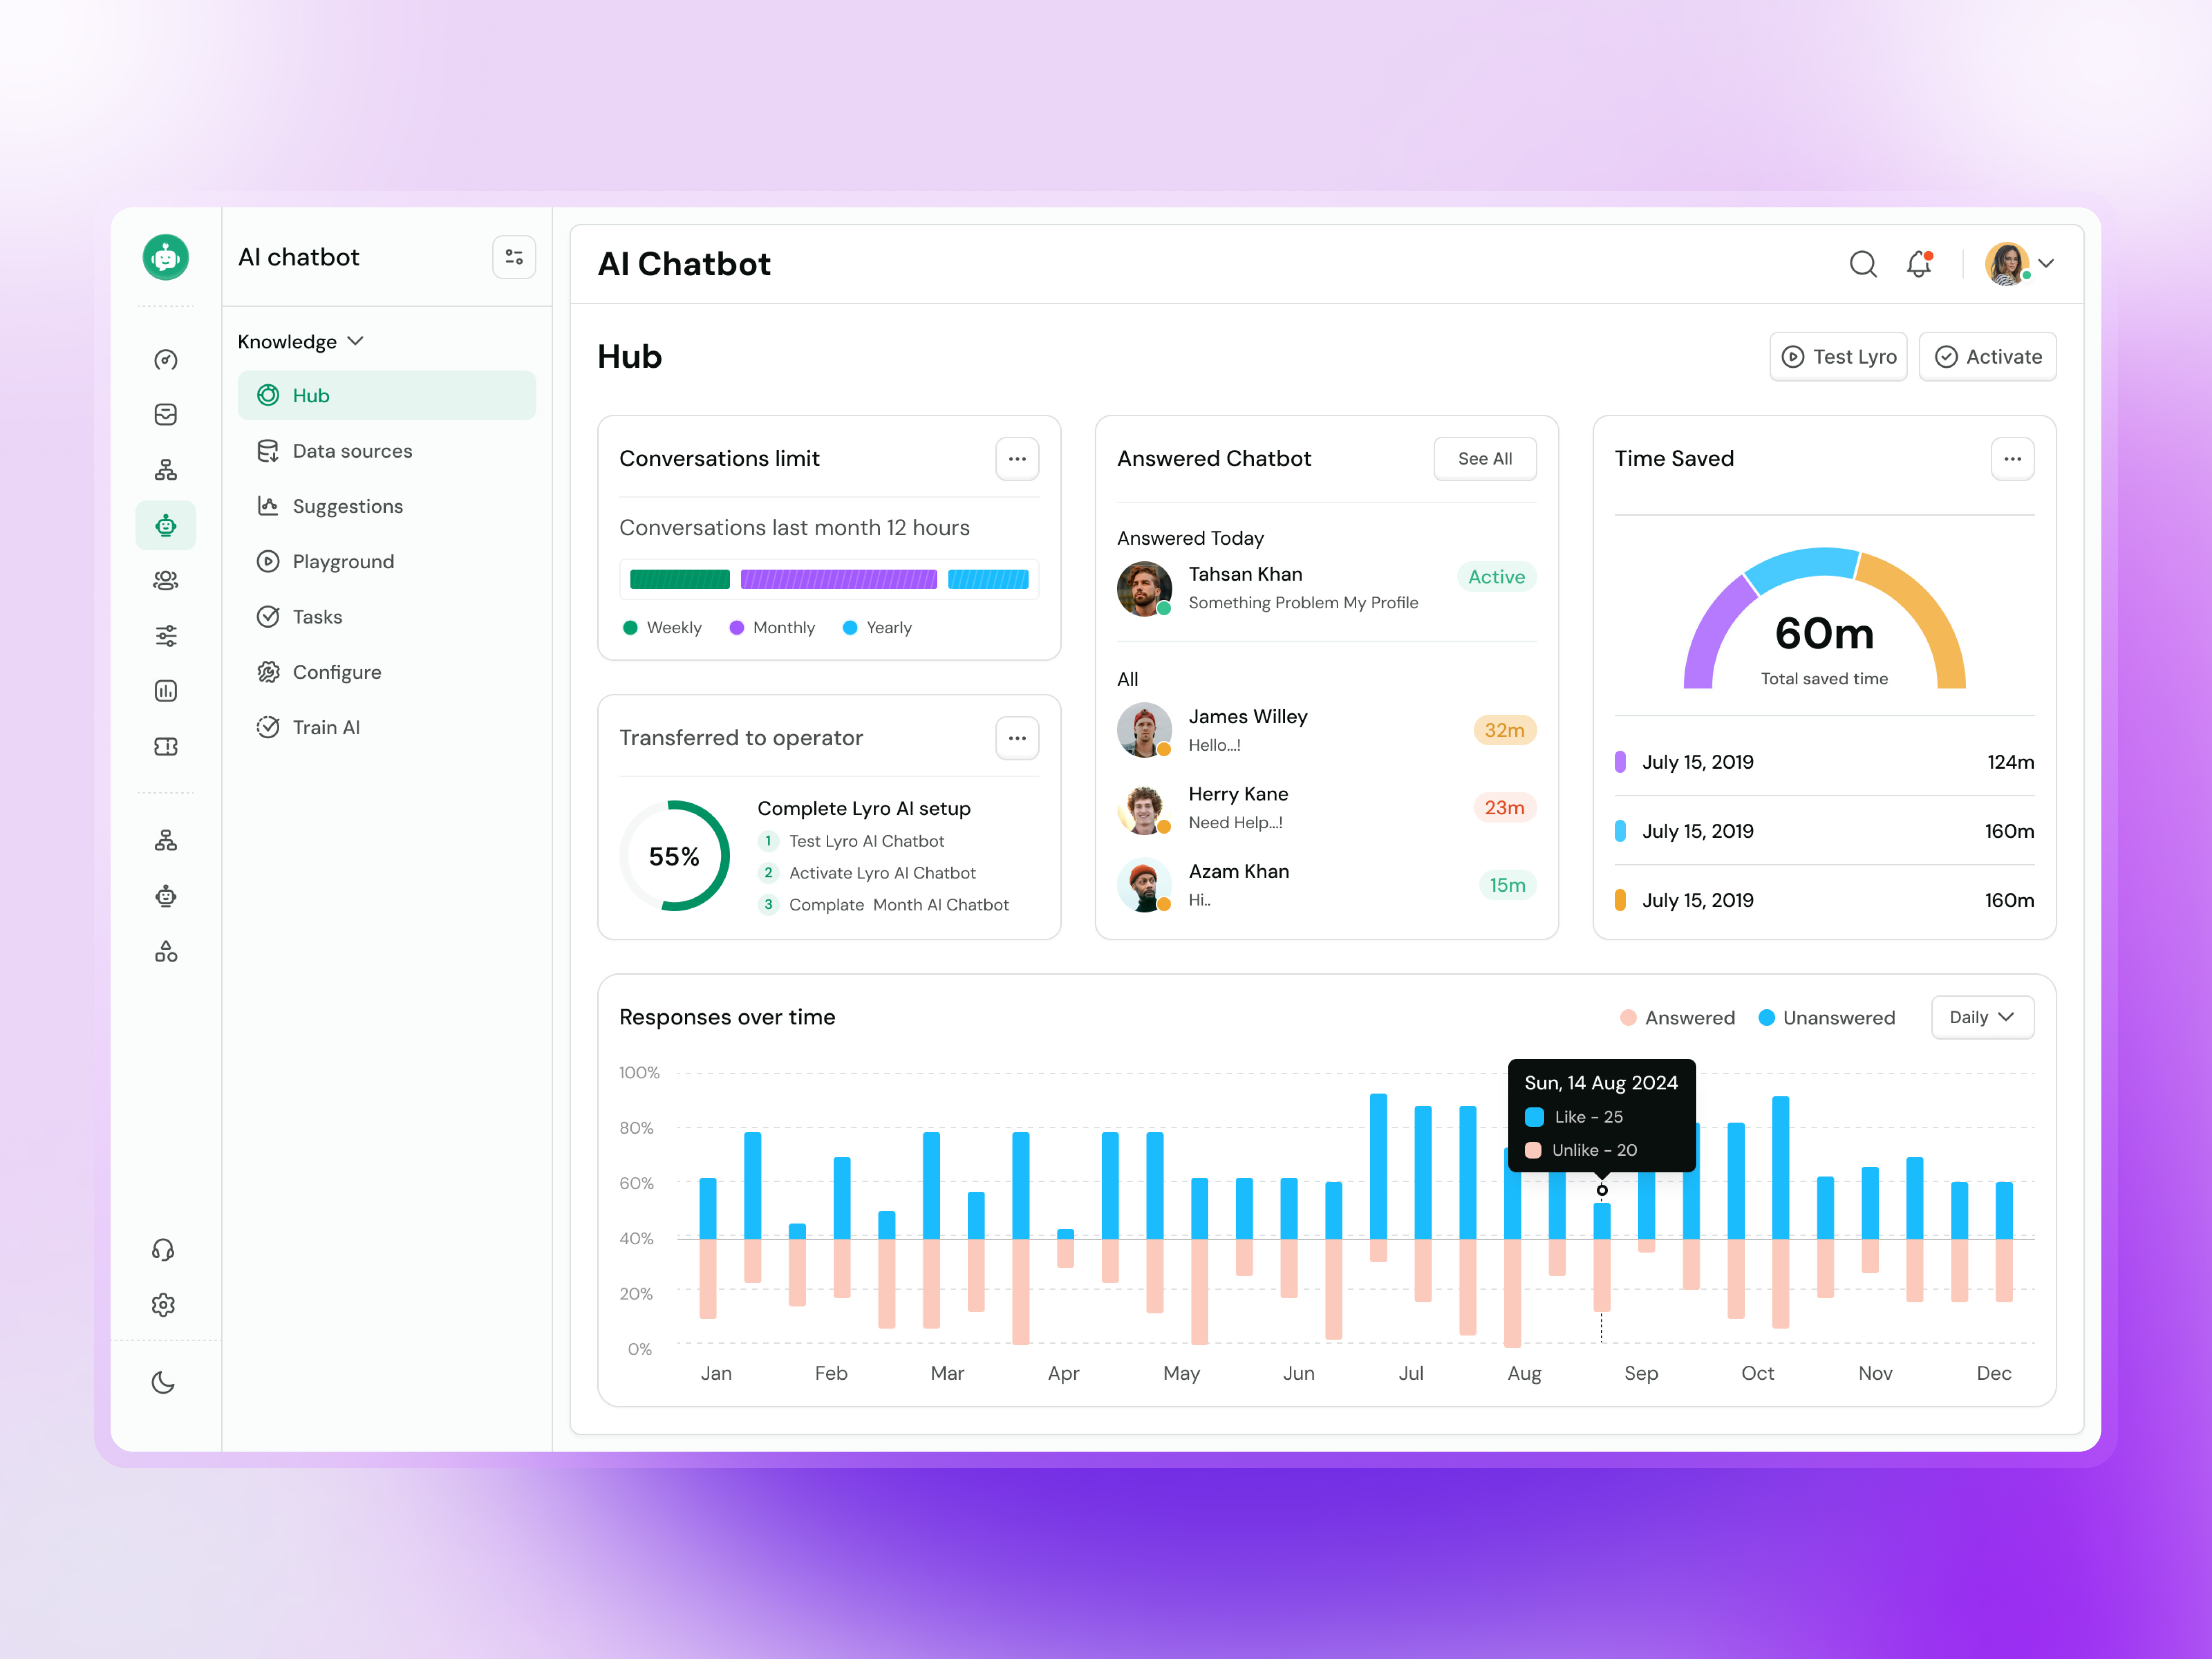 AI chatbot
Knowledge
Hub
Data sources
Suggestions
Playground
Tasks
Configure
Train AI
AI Chatbot
Hub
Test Lyro
Activate
Conversations limit
Conversations last month 12 hours
Weekly
Monthly
Yearly
Transferred to operator
55%
Complete Lyro AI setup
1 Test Lyro AI Chatbot
2 Activate Lyro AI Chatbot
3 Complate Month AI Chatbot
Answered Chatbot
See All
Answered Today
Tahsan Khan
Something Problem My Profile
Active
All
James Willey
Hello...!
32m
Herry Kane
Need Help...!
23m
Azam Khan
Hi..
15m
Time Saved
60m
Total saved time
July 15, 2019 124m
July 15, 2019 160m
July 15, 2019 160m
Responses over time
Answered
Unanswered
Daily
100%
80%
60%
40%
20%
0%
Sun, 14 Aug 2024
Like - 25
Unlike - 20
Jan Feb Mar Apr May Jun Jul Aug Sep Oct Nov Dec